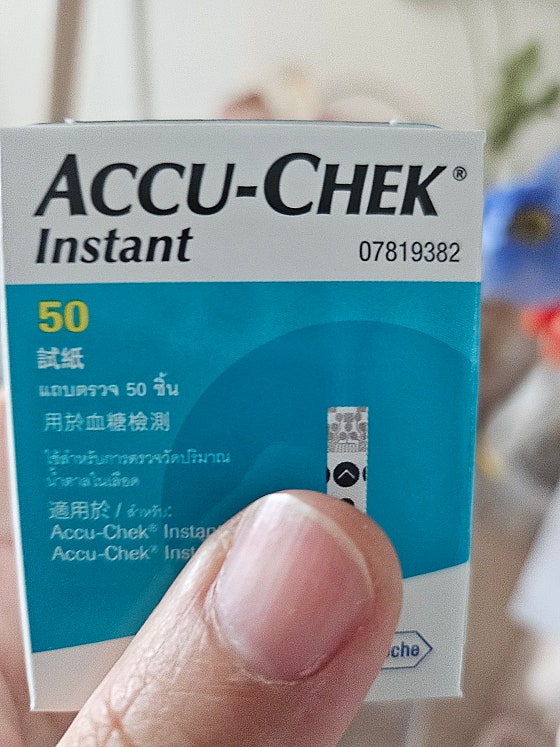 ACCU-CHEK®
Instant
07819382
50
試紙
แถบตรวจ 50 ชิ้น
用於血糖檢測
ใช้สำหรับการตรวจวัดปริมาณ
น้ำตาลในเลือด
適用於 / สำหรับ:
Accu-Chek® Instant
Accu-Chek®